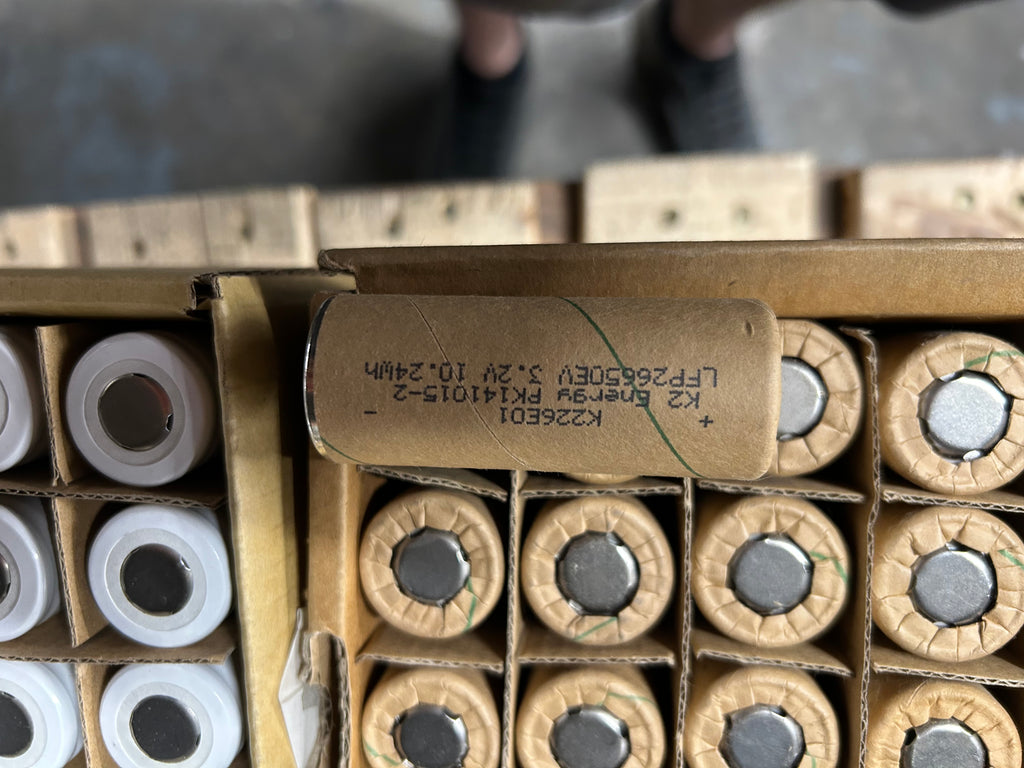 + K226E01 -
K2 Energy PK141015-2
LFP26650EV 3.2V 10.24Wh